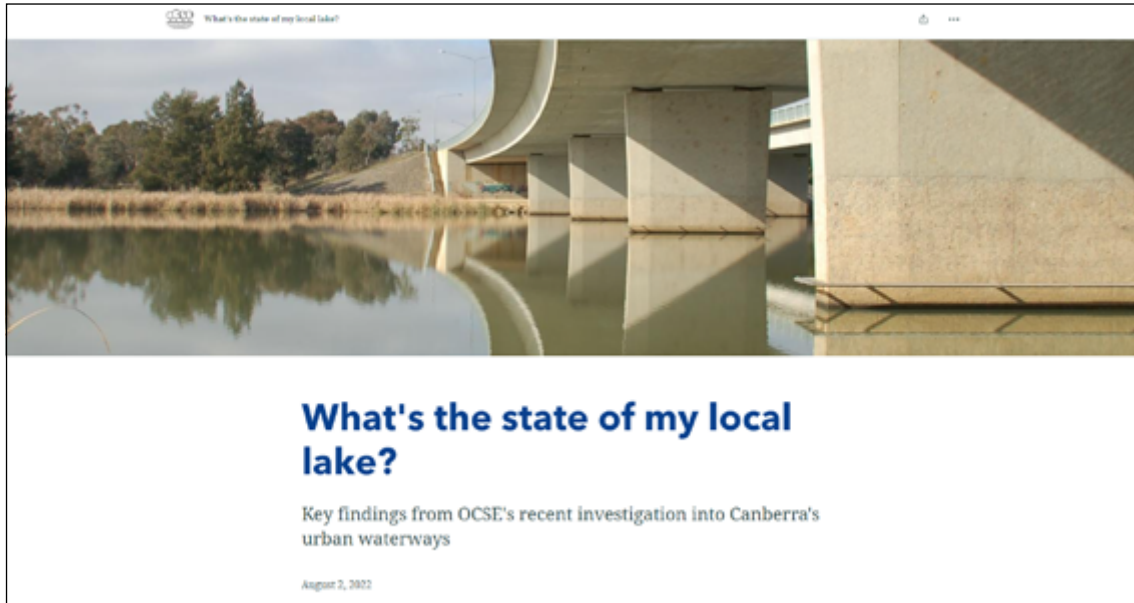 What's the state of my local lake?
What's the state of my local
lake?
Key findings from OCSE's recent investigation into Canberra's
urban waterways
August 2, 2022